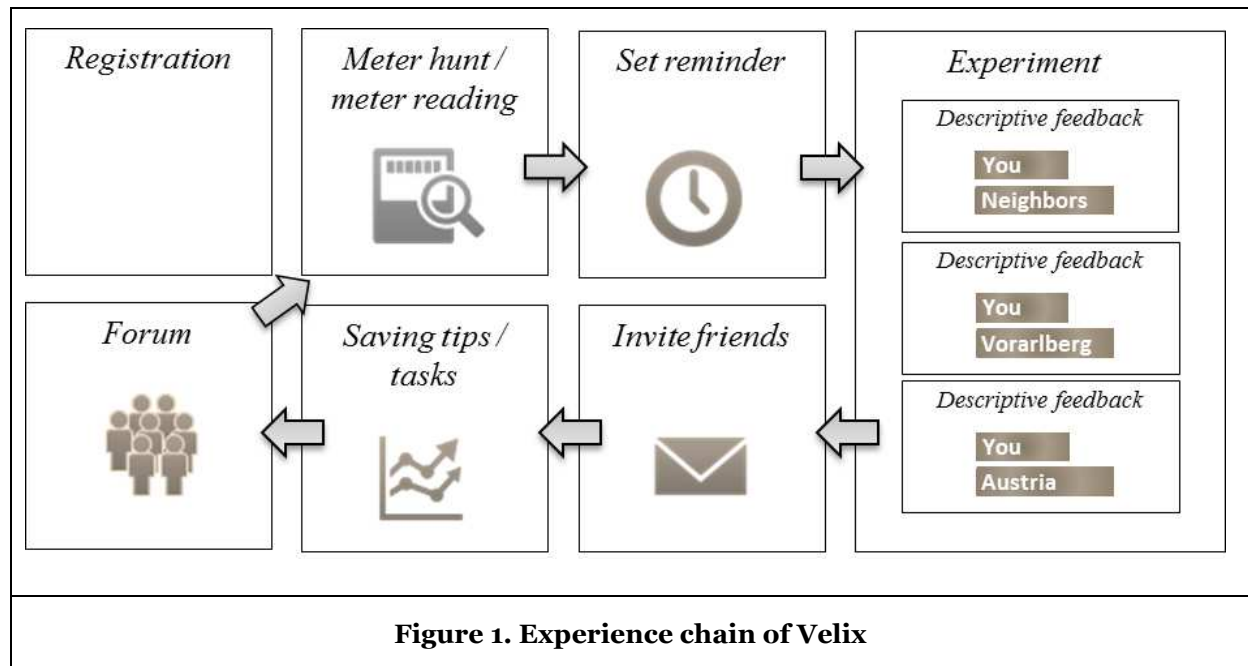 Registration
Meter hunt /
meter reading
Set reminder
Experiment
Descriptive feedback
You
Neighbors
Descriptive feedback
You
Vorarlberg
Descriptive feedback
You
Austria
Invite friends
Saving tips /
tasks
Forum
Figure 1. Experience chain of Velix